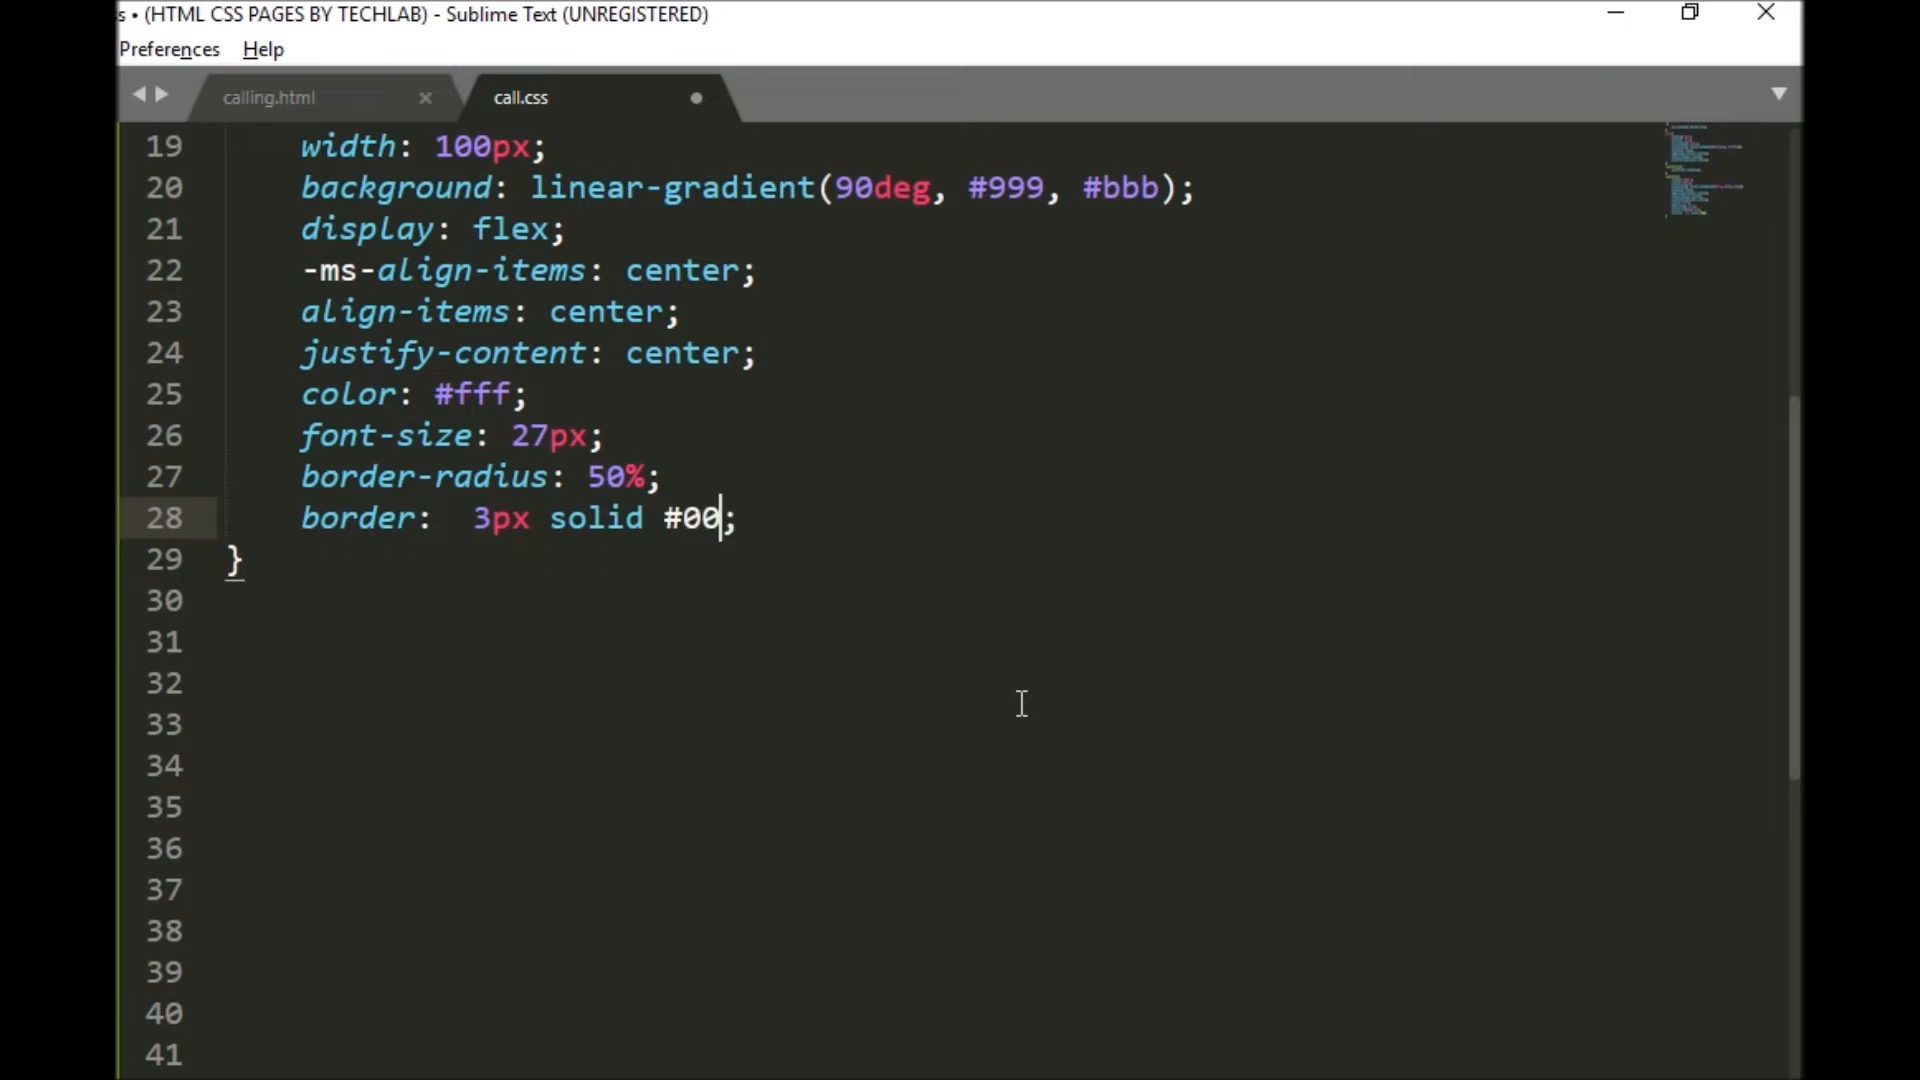 s • (HTML CSS PAGES BY TECHLAB) - Sublime Text (UNREGISTERED)
Preferences Help
calling.html call.css
19 width: 100px;
20 background: linear-gradient(90deg, #999, #bbb);
21 display: flex;
22 -ms-align-items: center;
23 align-items: center;
24 justify-content: center;
25 color: #fff;
26 font-size: 27px;
27 border-radius: 50%;
28 border:  3px solid #00;
29 }
30
31
32
33
34
35
36
37
38
39
40
41